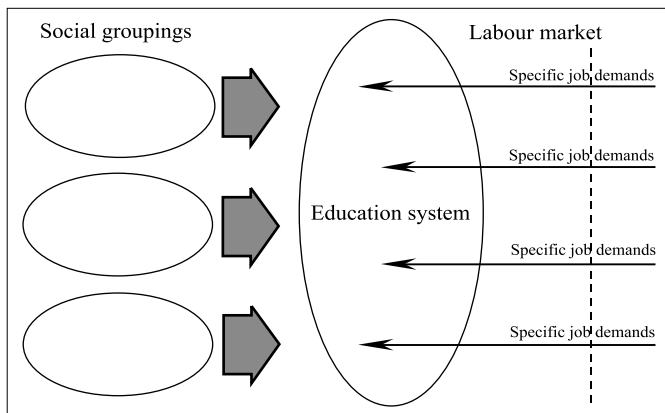 Social groupings
Labour market
Specific job demands
Specific job demands
Education system
Specific job demands
Specific job demands